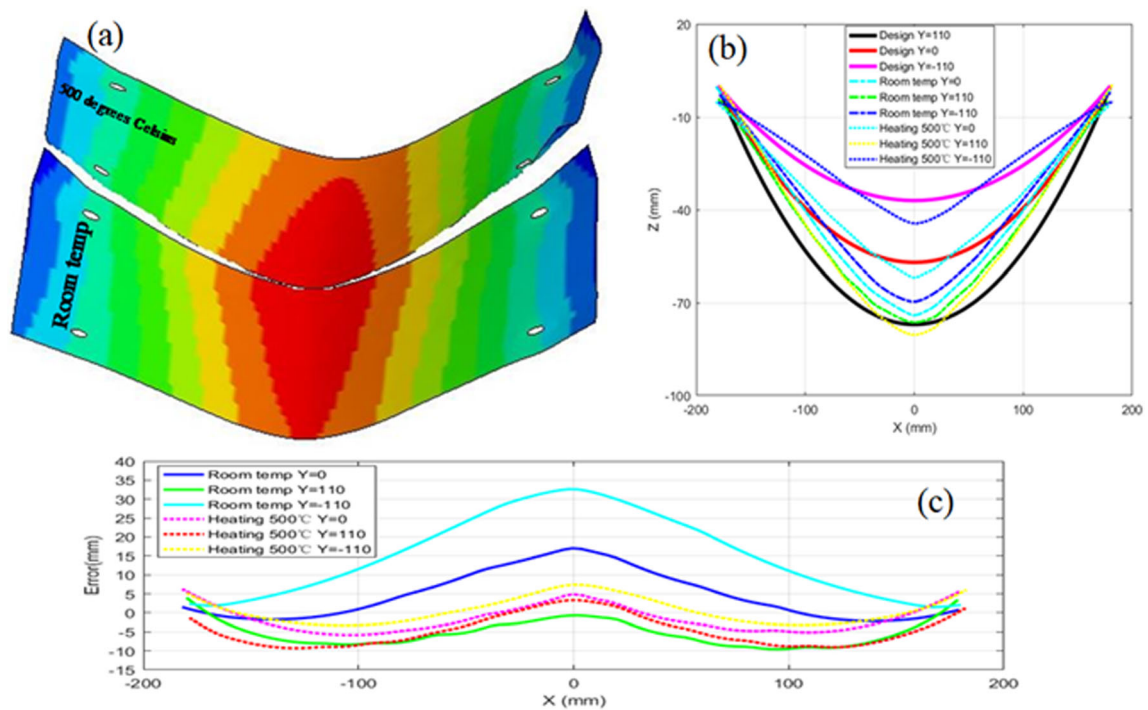 (a)
500 degrees Celsius
Room temp
(b)
Design Y=110
Design Y=0
Design Y=-110
Room temp Y=0
Room temp Y=110
Room temp Y=-110
Heating 500℃ Y=0
Heating 500℃ Y=110
Heating 500℃ Y=-110
20
-10
-40
-70
-100
Z (mm)
-200
-100
0
100
200
X (mm)
(c)
Room temp Y=0
Room temp Y=110
Room temp Y=-110
Heating 500℃ Y=0
Heating 500℃ Y=110
Heating 500℃ Y=-110
40
35
30
25
20
15
10
5
0
-5
-10
-15
Error(mm)
-200
-100
0
100
200
X (mm)